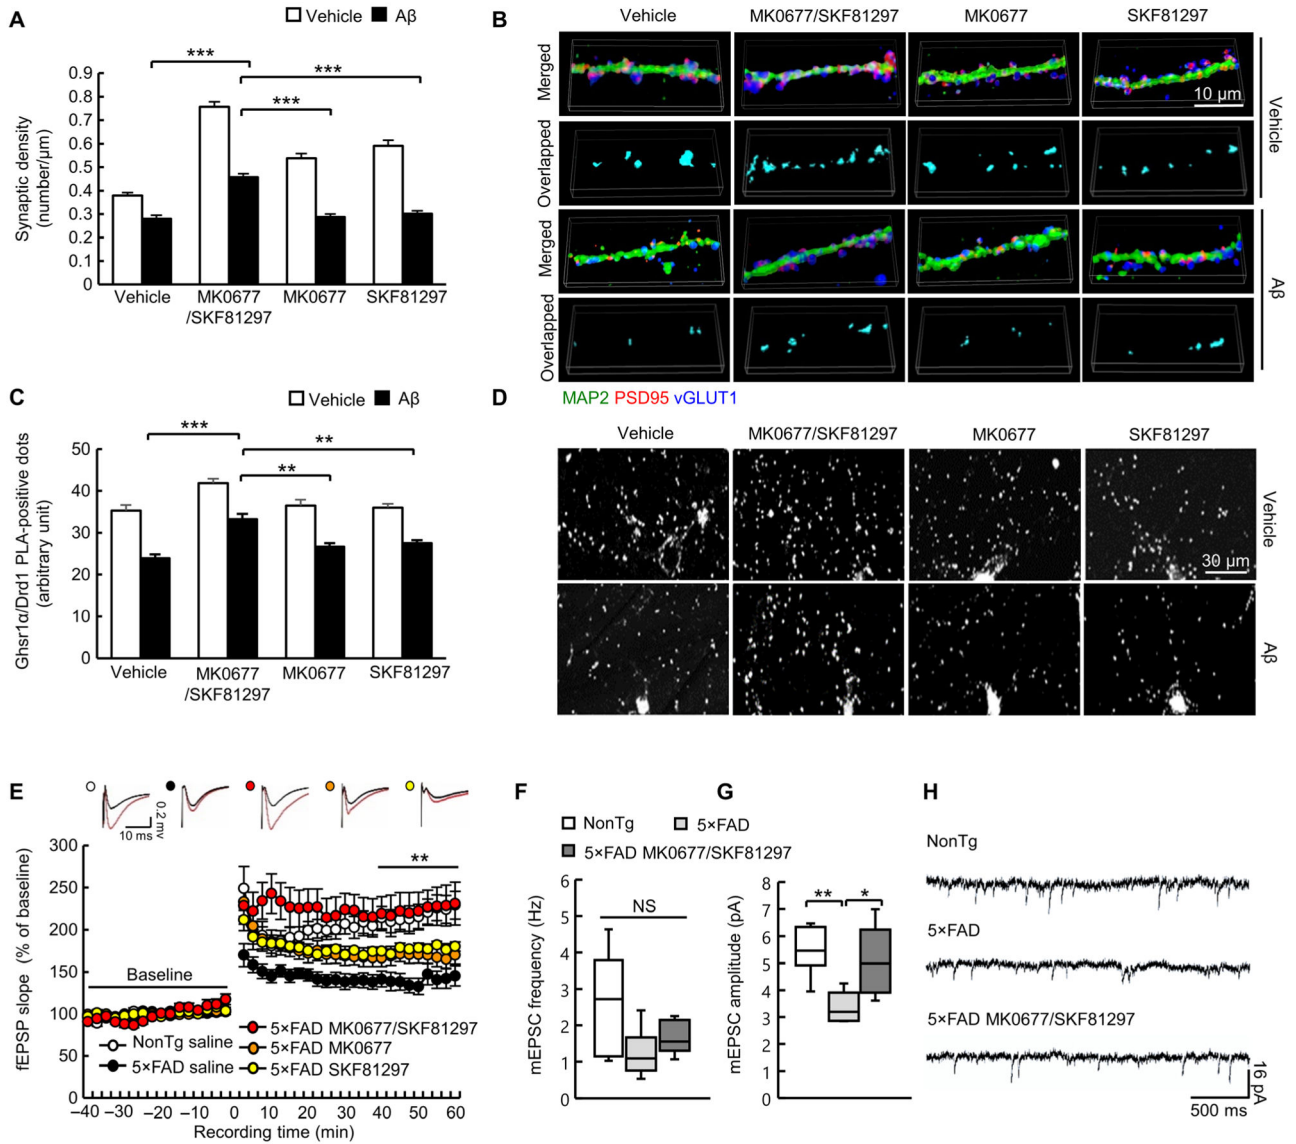 A
Vehicle Aβ
***
***
***
Synaptic density
(number/μm)
0.9
0.8
0.7
0.6
0.5
0.4
0.3
0.2
0.1
0
Vehicle MK0677 MK0677 SKF81297
/SKF81297
B
Vehicle MK0677/SKF81297 MK0677 SKF81297
Merged
Overlapped
Merged
Overlapped
10 μm
Vehicle
Aβ
MAP2 PSD95 vGLUT1
C
Vehicle Aβ
***
**
**
Ghsr1α/Drd1 PLA-positive dots
(arbitrary unit)
50
40
30
20
10
0
Vehicle MK0677 MK0677 SKF81297
/SKF81297
D
Vehicle MK0677/SKF81297 MK0677 SKF81297
Vehicle
30 μm
Aβ
E
0.2 mv
10 ms
fEPSP slope (% of baseline)
300
250
200
150
100
50
0
**
Baseline
5×FAD MK0677/SKF81297
NonTg saline
5×FAD MK0677
5×FAD saline
5×FAD SKF81297
–40 –30 –20 –10 0 10 20 30 40 50 60
Recording time (min)
F
G
NonTg 5×FAD
5×FAD MK0677/SKF81297
mEPSC frequency (Hz)
6
5
4
3
2
1
0
NS
mEPSC amplitude (pA)
8
7
6
5
4
3
2
1
0
** *
H
NonTg
5×FAD
5×FAD MK0677/SKF81297
16 pA
500 ms